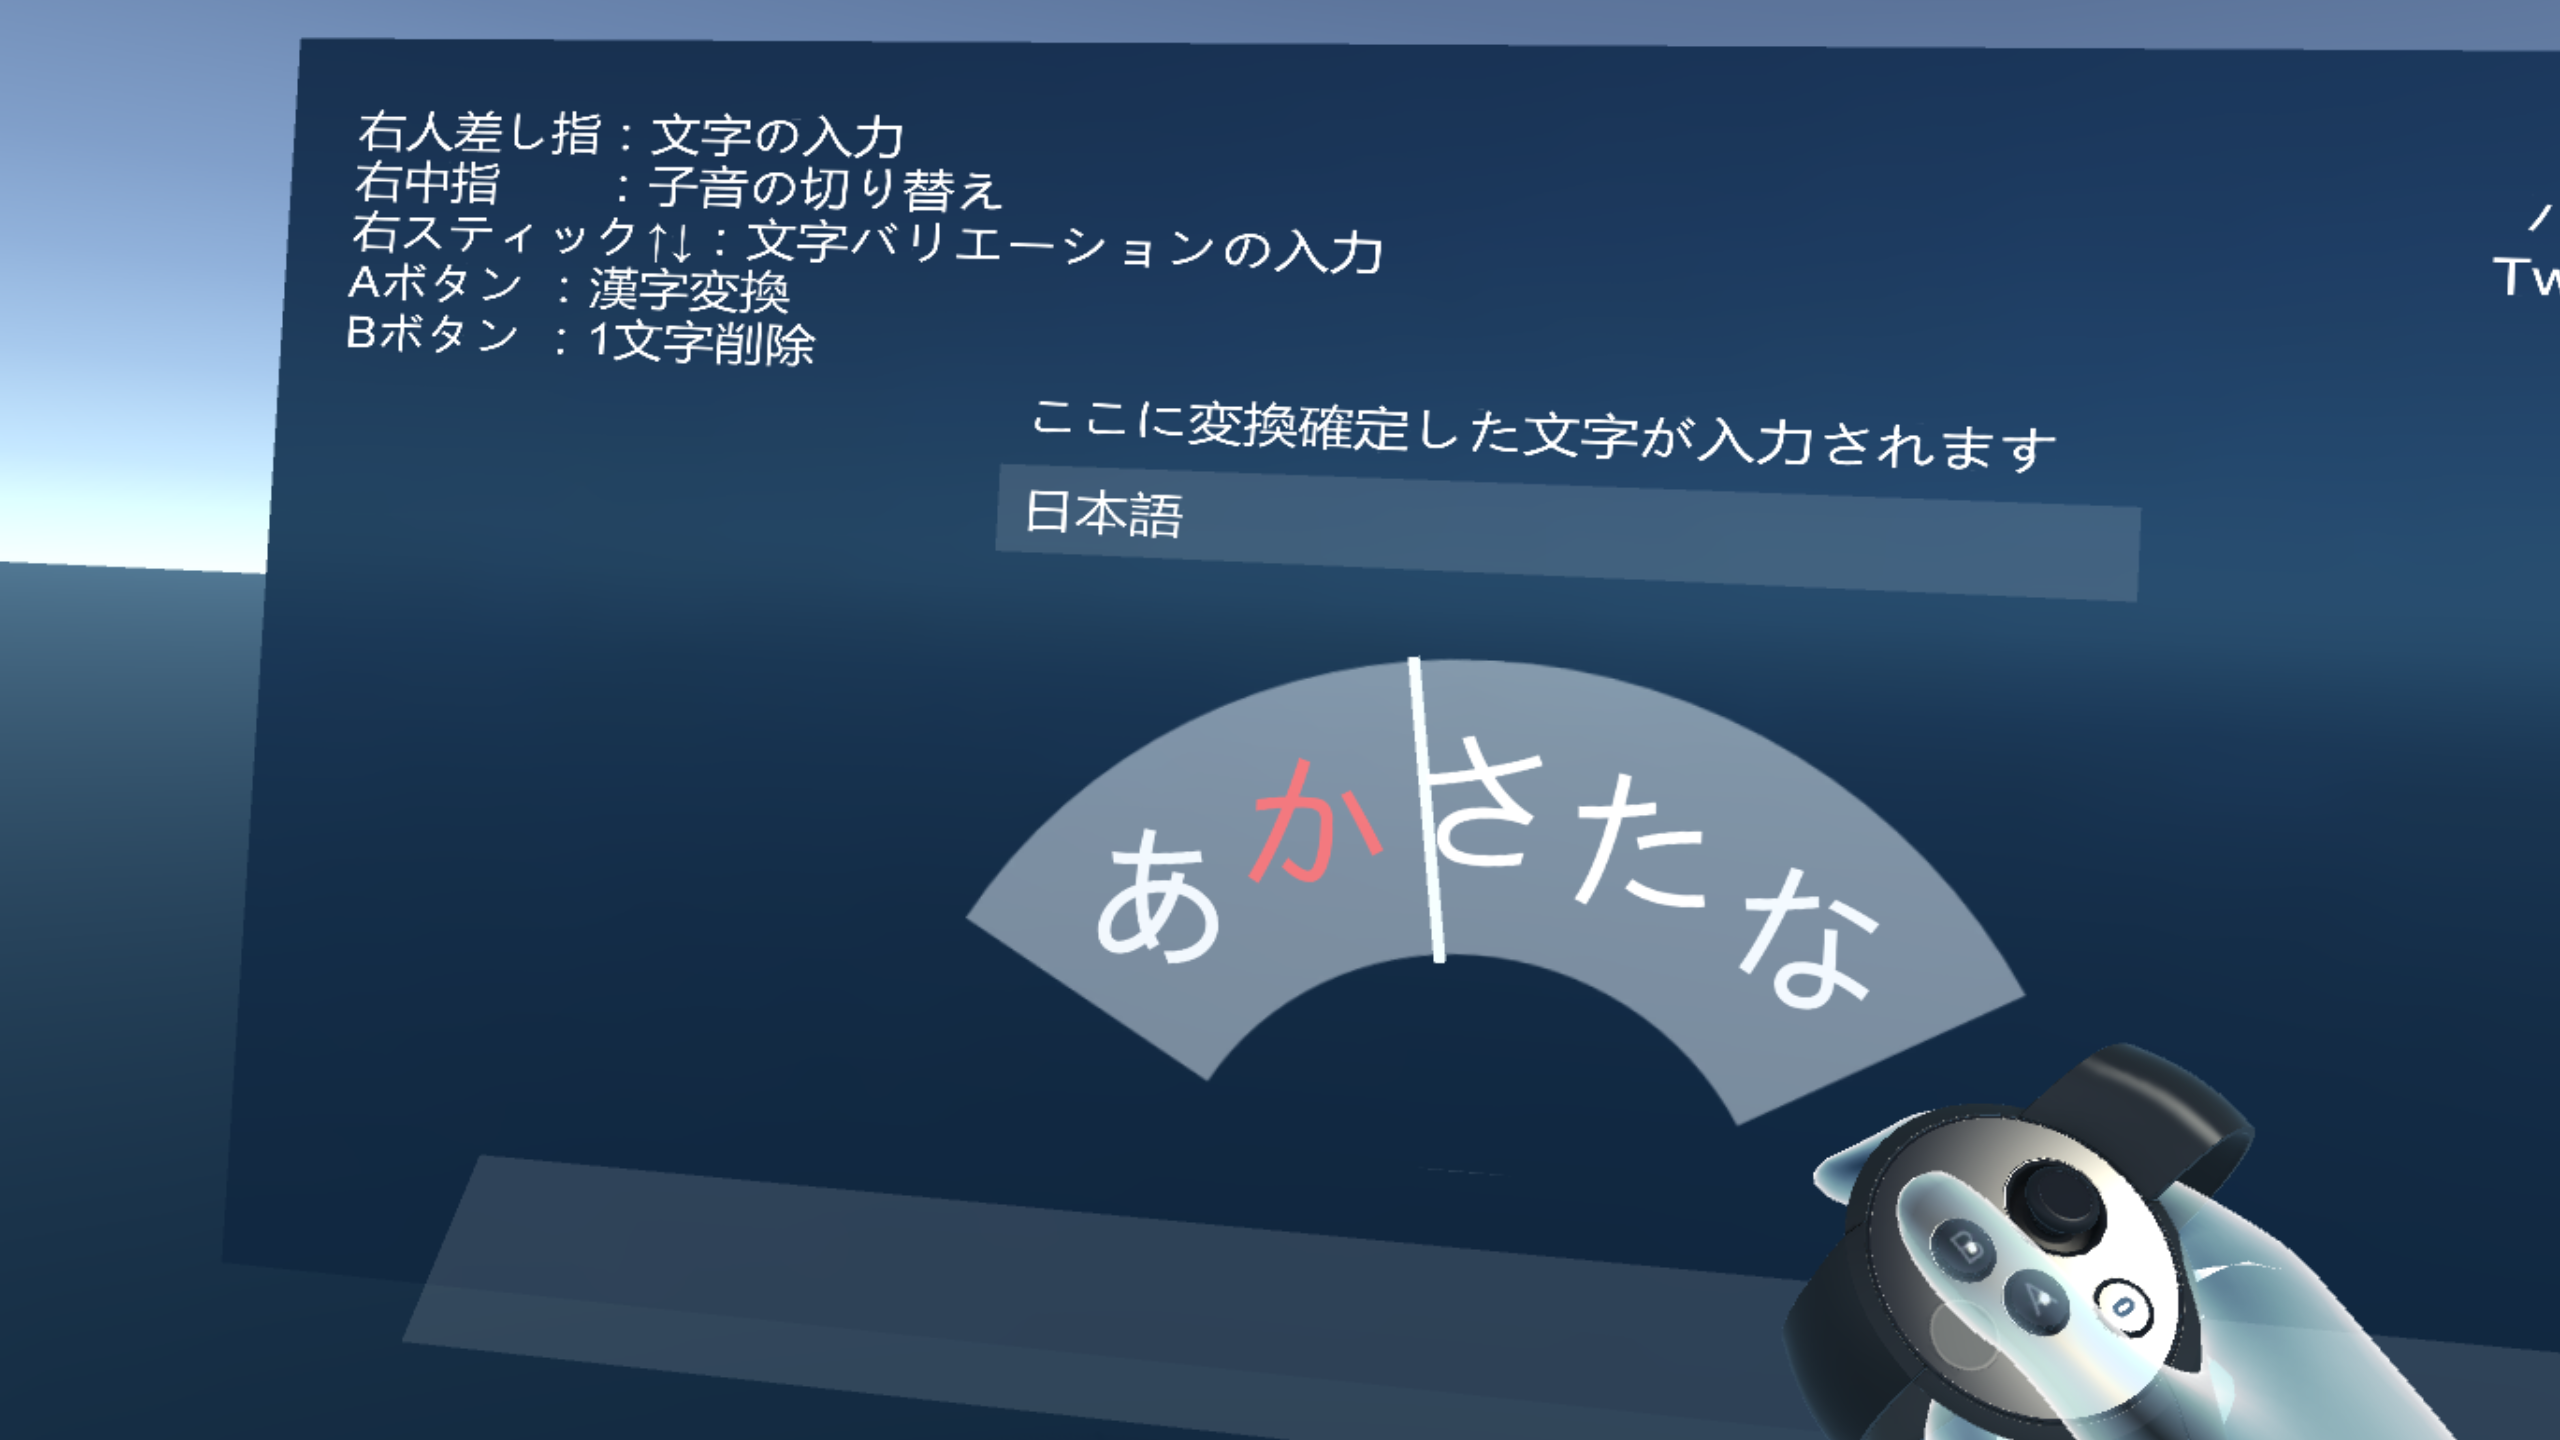 右人差し指：文字の入力
右中指　　：子音の切り替え
右スティック↑↓：文字バリエーションの入力
Aボタン ：漢字変換
Bボタン ：1文字削除
Tw
ここに変換確定した文字が入力されます
日本語
あかさたな
B
A